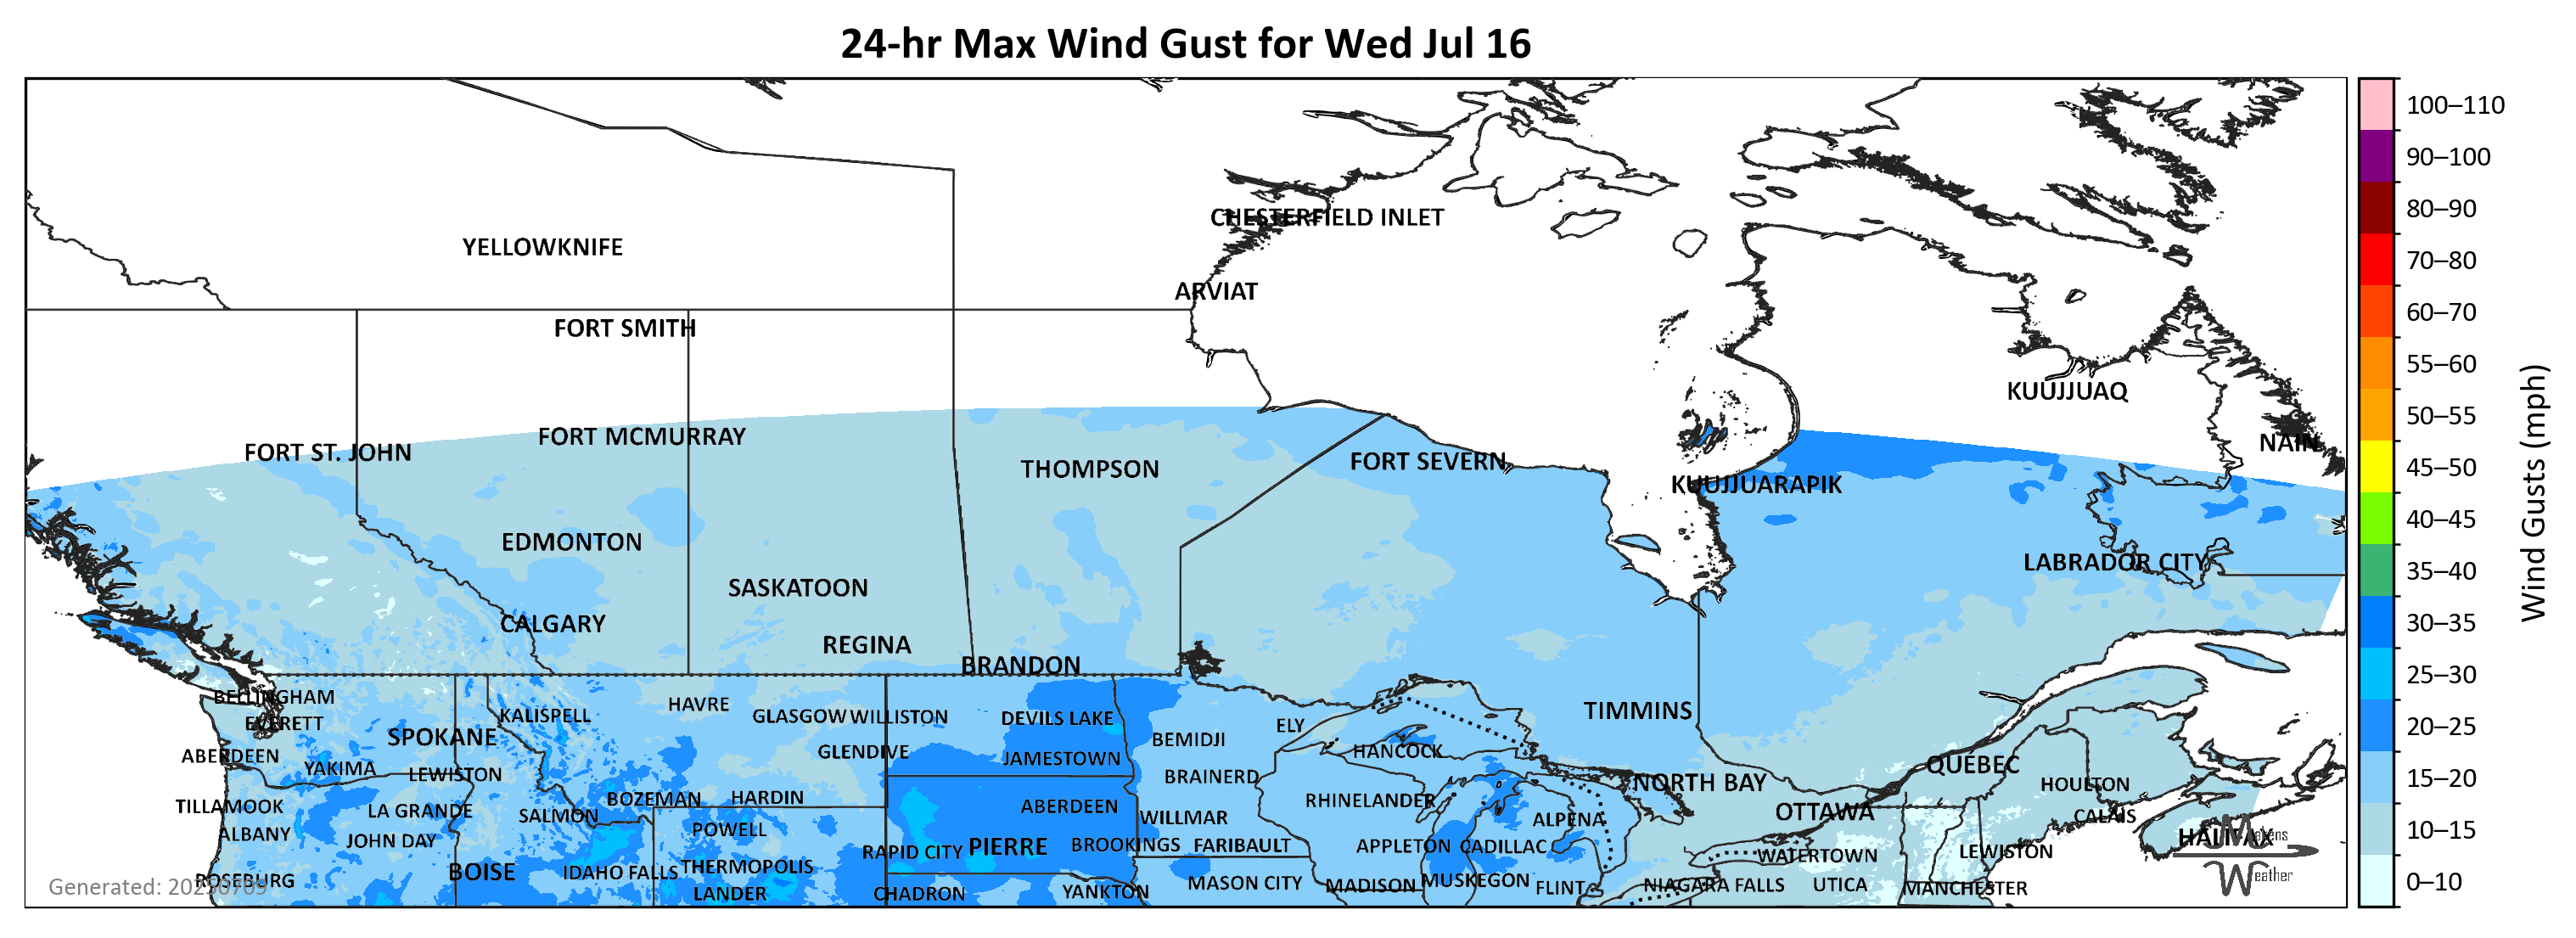 24-hr Max Wind Gust for Wed Jul 16
100–110
90–100
80–90
70–80
60–70
55–60
50–55
45–50
40–45
35–40
30–35
25–30
20–25
15–20
10–15
0–10
Wind Gusts (mph)
CHESTERFIELD INLET
YELLOWKNIFE
ARVIAT
FORT SMITH
KUUJJUAQ
FORT MCMURRAY
NAIN
FORT ST. JOHN
FORT SEVERN
THOMPSON
KUUJJUARAPIK
EDMONTON
LABRADOR CITY
SASKATOON
CALGARY
REGINA
BRANDON
BELLINGHAM
HAVRE
TIMMINS
KALISPELL
GLASGOW WILLISTON
DEVILS LAKE
EVERETT
ELY
SPOKANE
BEMIDJI
GLENDIVE
HANCOCK
ABERDEEN
JAMESTOWN
QUÉBEC
YAKIMA
LEWISTON
BRAINERD
NORTH BAY
HOULTON
BOZEMAN
HARDIN
RHINELANDER
TILLAMOOK
LA GRANDE
SALMON
ABERDEEN
WILLMAR
ALPENA
OTTAWA
CALAIS
ALBANY
JOHN DAY
POWELL
HALIFAX
Makens
Weather
RAPID CITY
PIERRE
BROOKINGS
FARIBAULT
APPLETON
CADILLAC
WATERTOWN
LEWISTON
BOISE
IDAHO FALLS
THERMOPOLIS
ROSEBURG
LANDER
CHADRON
YANKTON
MASON CITY
MADISON
MUSKEGON
FLINT
NIAGARA FALLS
UTICA
MANCHESTER
Generated: 20250709